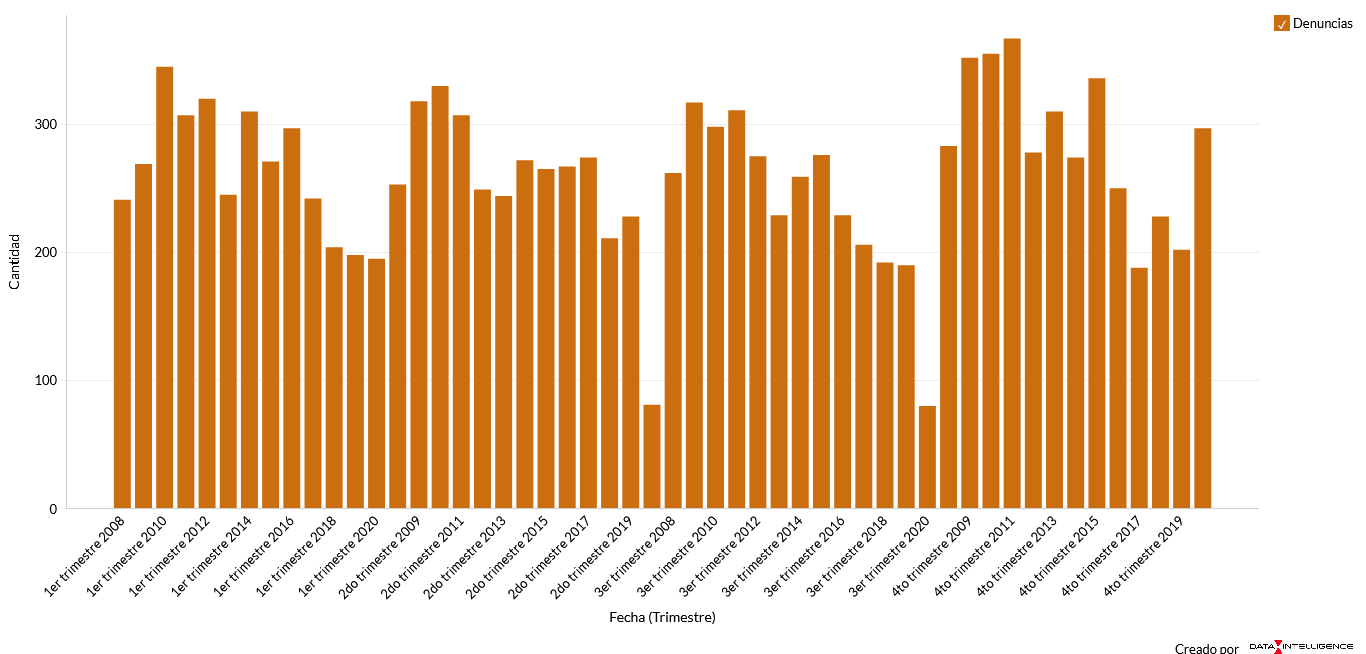 Denuncias
Cantidad
300
200
100
0
1er trimestre 2008
1er trimestre 2010
1er trimestre 2012
1er trimestre 2014
1er trimestre 2016
1er trimestre 2018
1er trimestre 2020
2do trimestre 2009
2do trimestre 2011
2do trimestre 2013
2do trimestre 2015
2do trimestre 2017
2do trimestre 2019
3er trimestre 2008
3er trimestre 2010
3er trimestre 2012
3er trimestre 2014
3er trimestre 2016
3er trimestre 2018
3er trimestre 2020
4to trimestre 2009
4to trimestre 2011
4to trimestre 2013
4to trimestre 2015
4to trimestre 2017
4to trimestre 2019
Fecha (Trimestre)
Creado por DATA INTELLIGENCE